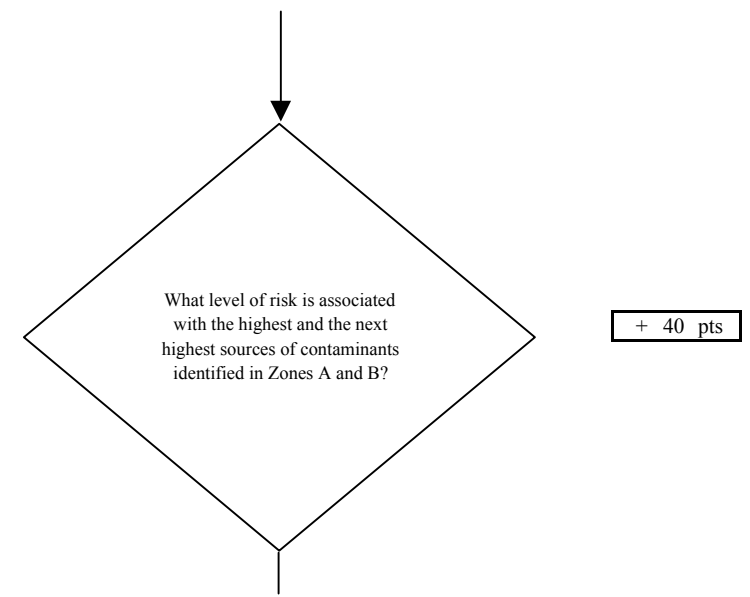 What level of risk is associated
with the highest and the next
highest sources of contaminants
identified in Zones A and B?
+ 40 pts